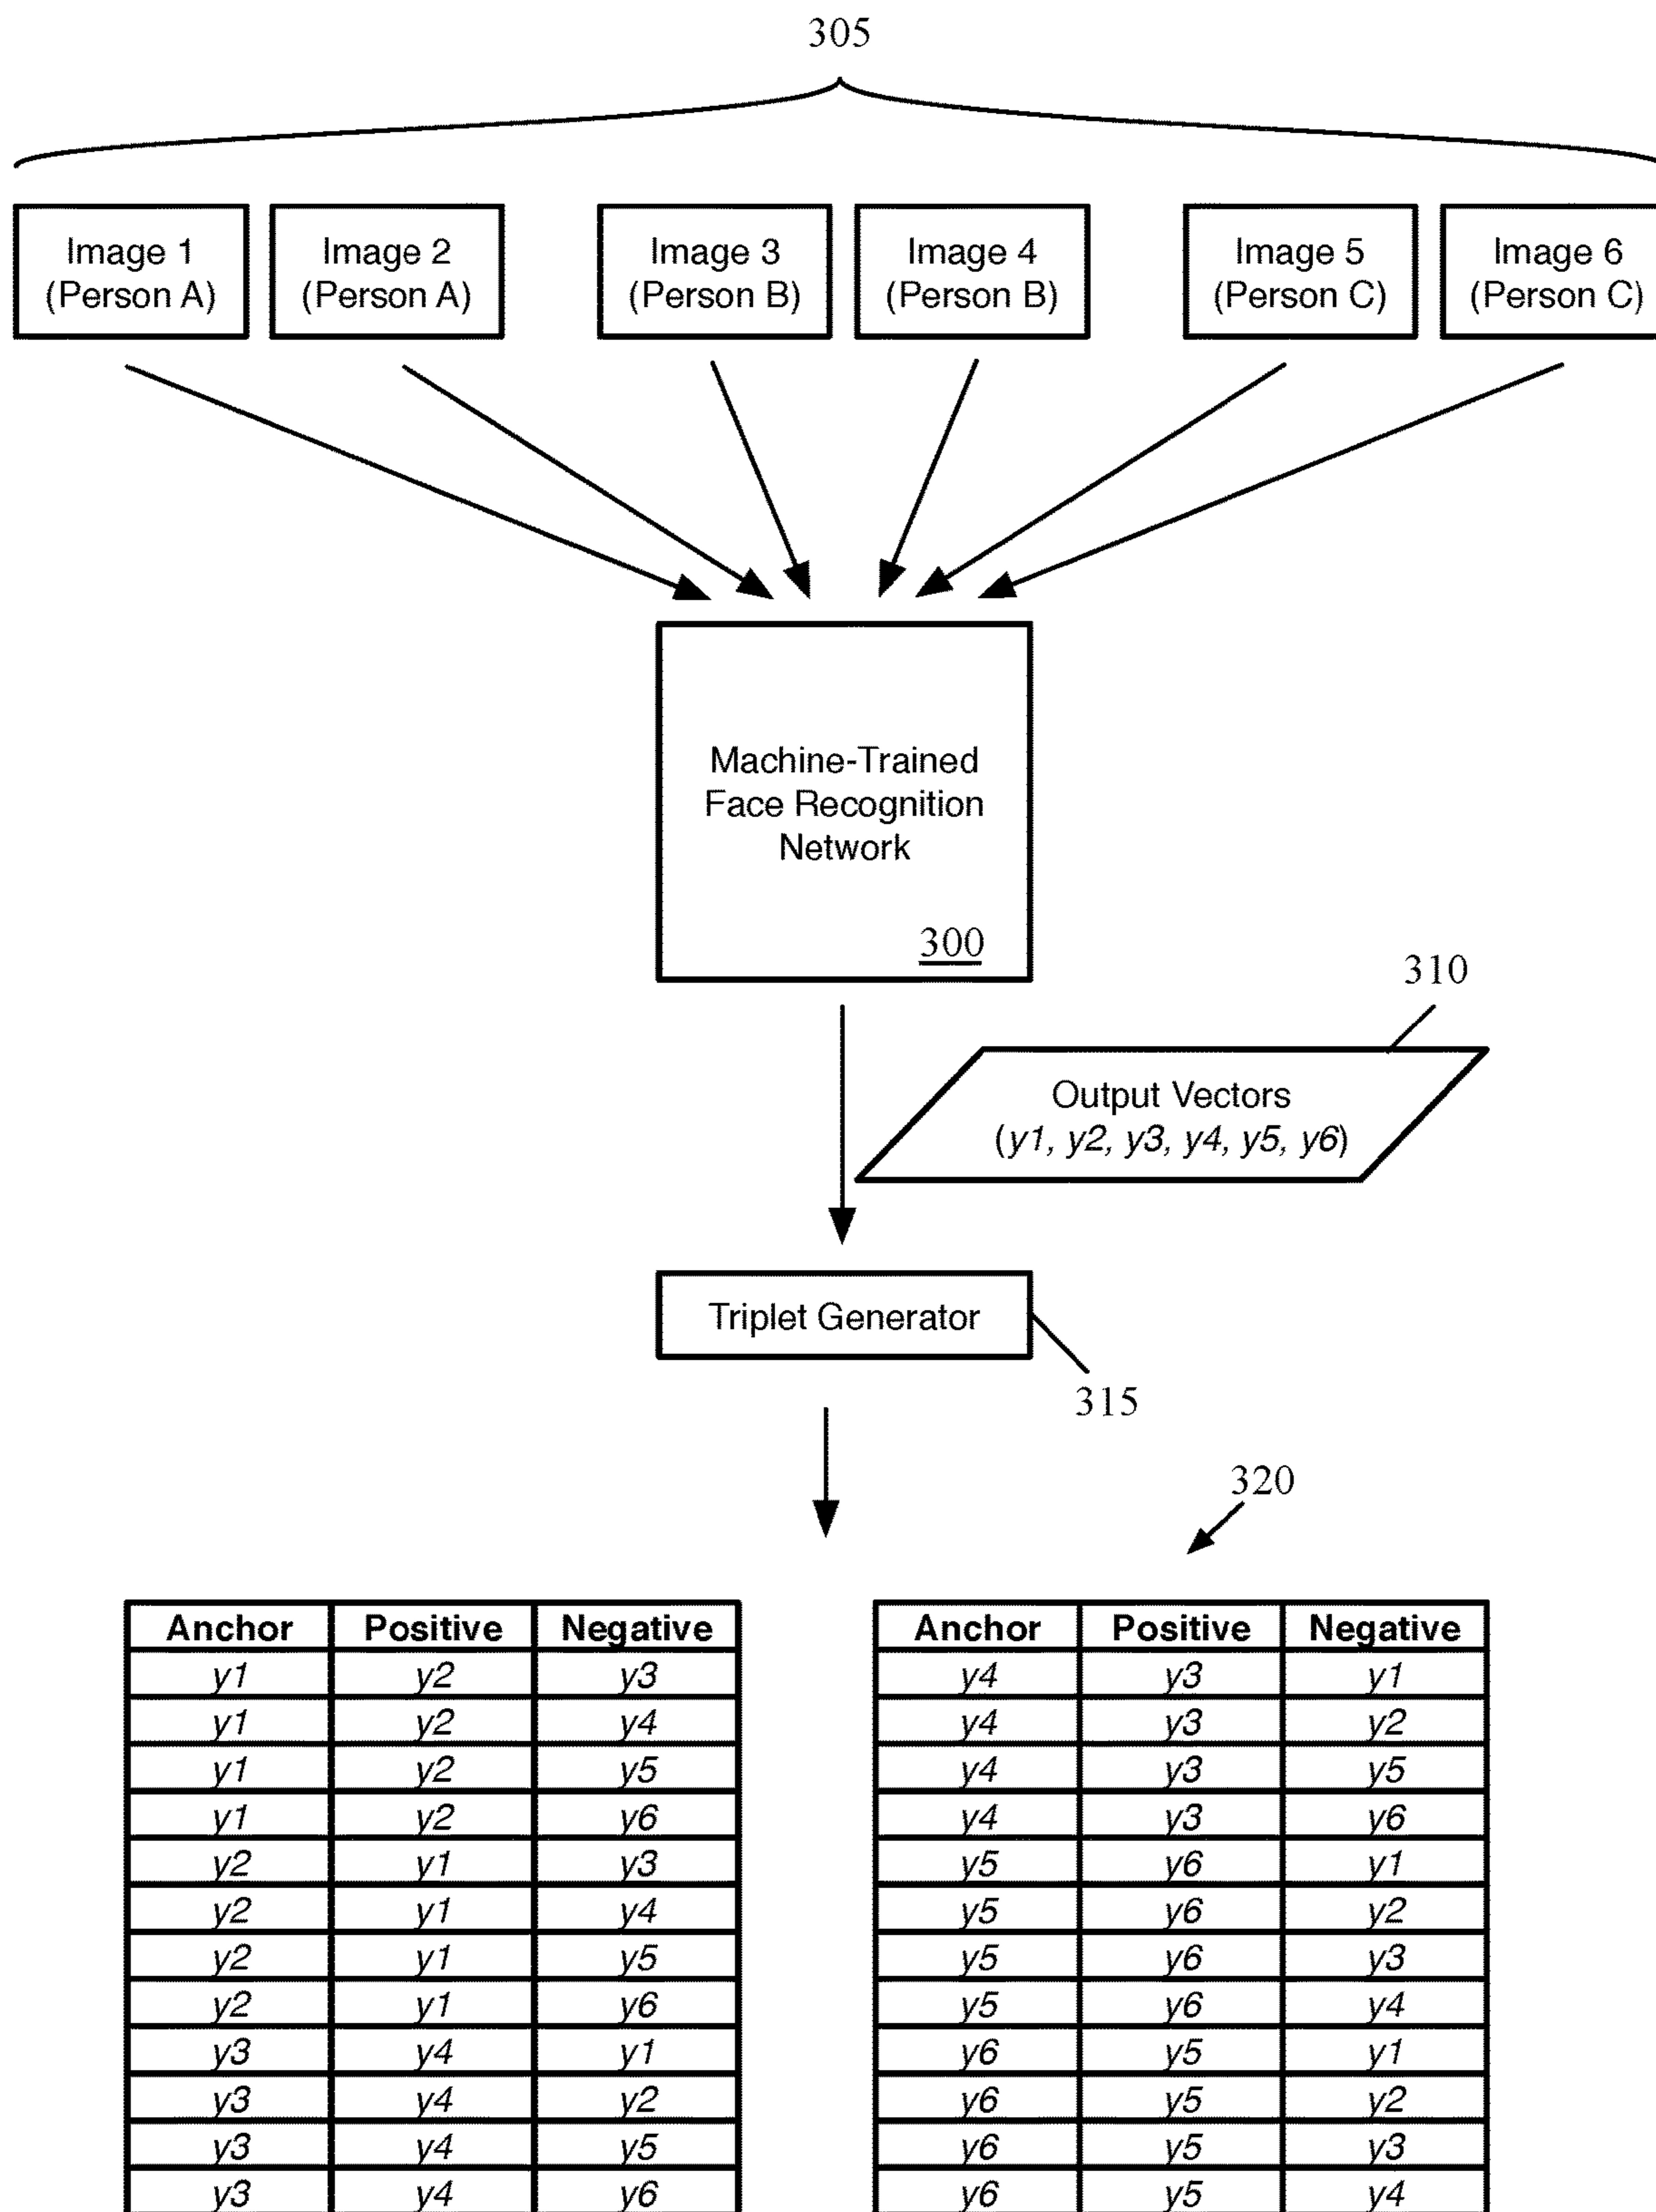 305
Image 1
(Person A)
Image 2
(Person A)
Image 3
(Person B)
Image 4
(Person B)
Image 5
(Person C)
Image 6
(Person C)
Machine-Trained
Face Recognition
Network
300
310
Output Vectors
(y1, y2, y3, y4, y5, y6)
Triplet Generator
315
320
Anchor Positive Negative
y1 y2 y3
y1 y2 y4
y1 y2 y5
y1 y2 y6
y2 y1 y3
y2 y1 y4
y2 y1 y5
y2 y1 y6
y3 y4 y1
y3 y4 y2
y3 y4 y5
y3 y4 y6
Anchor Positive Negative
y4 y3 y1
y4 y3 y2
y4 y3 y5
y4 y3 y6
y5 y6 y1
y5 y6 y2
y5 y6 y3
y5 y6 y4
y6 y5 y1
y6 y5 y2
y6 y5 y3
y6 y5 y4